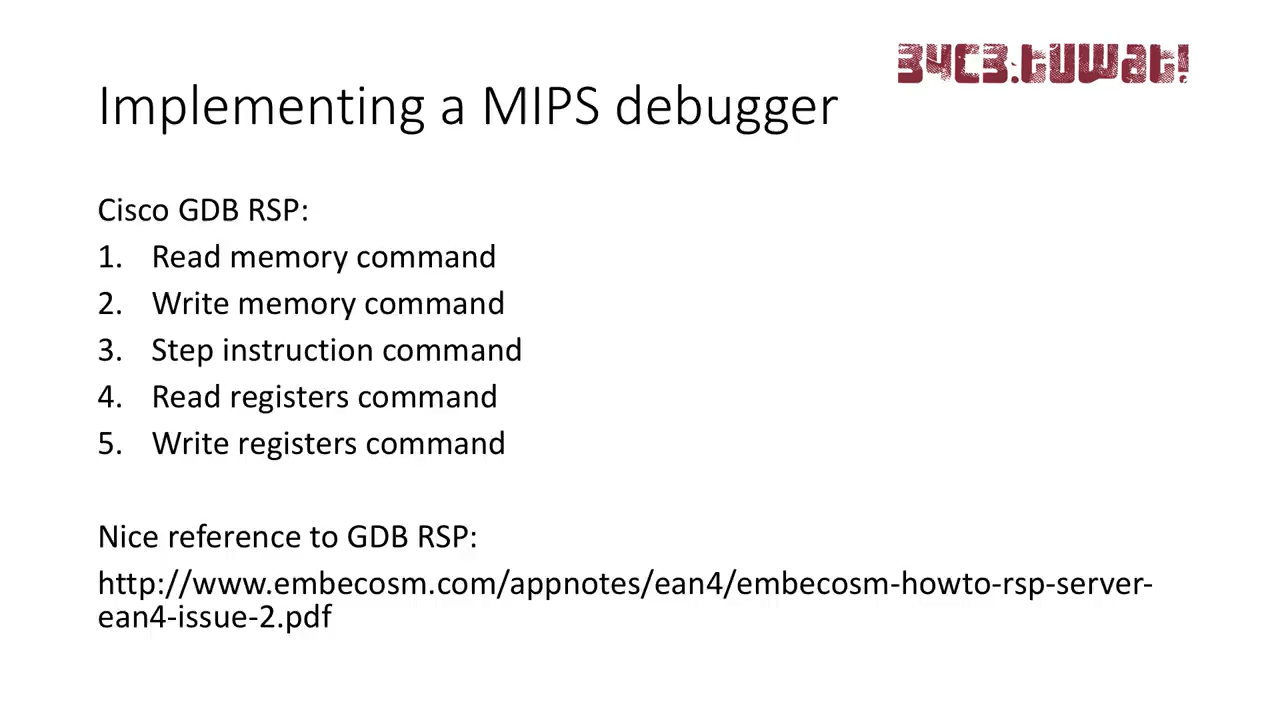 34C3.tuwat!
Implementing a MIPS debugger
Cisco GDB RSP:
1. Read memory command
2. Write memory command
3. Step instruction command
4. Read registers command
5. Write registers command
Nice reference to GDB RSP:
http://www.embecosm.com/appnotes/ean4/embecosm-howto-rsp-server-
ean4-issue-2.pdf